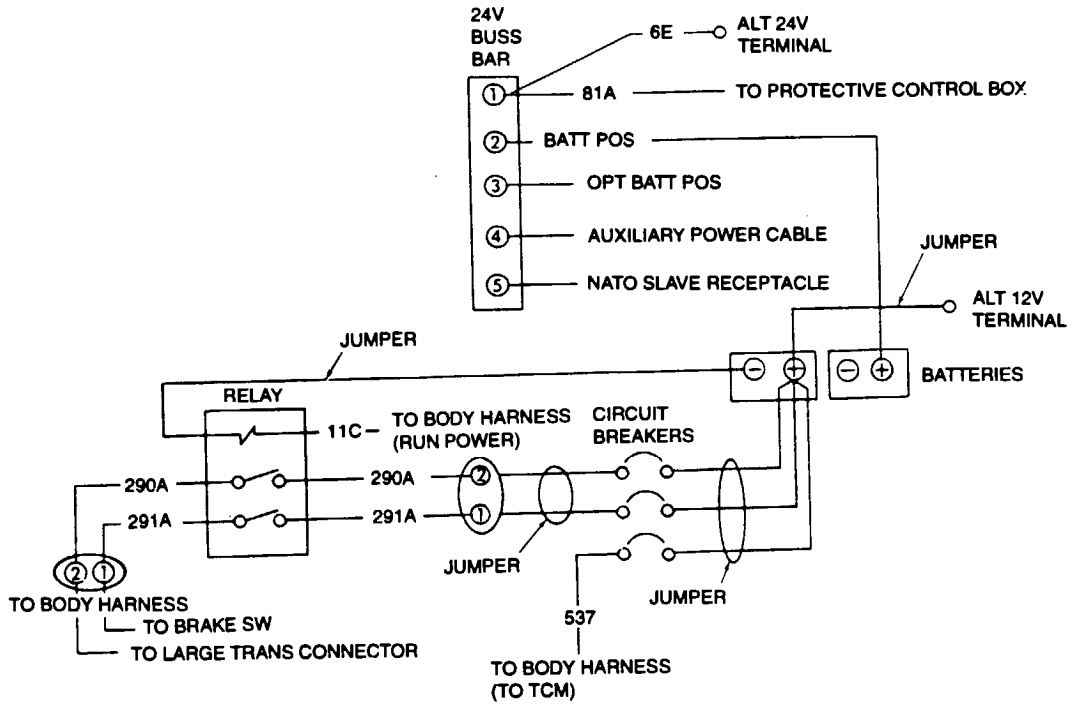 24V
BUSS
BAR
6E
ALT 24V
TERMINAL
1
81A
TO PROTECTIVE CONTROL BOX
2
BATT POS
3
OPT BATT POS
4
AUXILIARY POWER CABLE
5
NATO SLAVE RECEPTACLE
JUMPER
ALT 12V
TERMINAL
JUMPER
- + - +
BATTERIES
RELAY
11C
TO BODY HARNESS
(RUN POWER)
CIRCUIT
BREAKERS
290A
290A
2
291A
291A
1
JUMPER
JUMPER
2 1
TO BODY HARNESS
TO BRAKE SW
TO LARGE TRANS CONNECTOR
537
TO BODY HARNESS
(TO TCM)